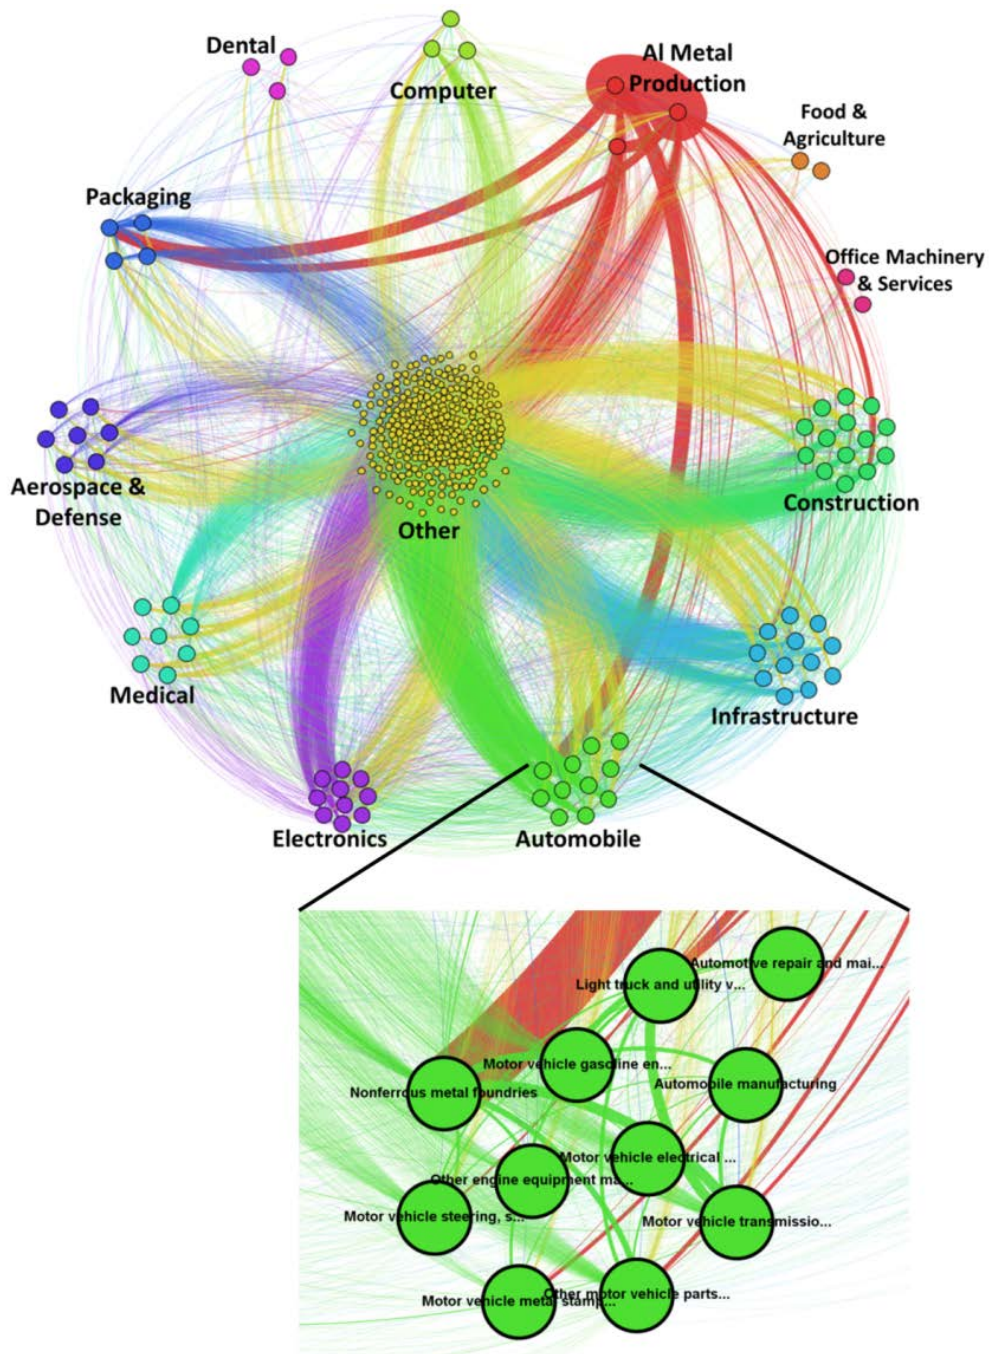 Dental
Computer
Al Metal
Production
Food &
Agriculture
Packaging
Office Machinery
& Services
Aerospace &
Defense
Other
Construction
Medical
Infrastructure
Electronics
Automobile
Automotive repair and mai...
Light truck and utility v...
Motor vehicle gasoline en...
Automobile manufacturing
Nonferrous metal foundries
Motor vehicle electrical ...
Other engine equipment ma...
Motor vehicle steering, s...
Motor vehicle transmissio...
Other motor vehicle parts...
Motor vehicle metal stamp...